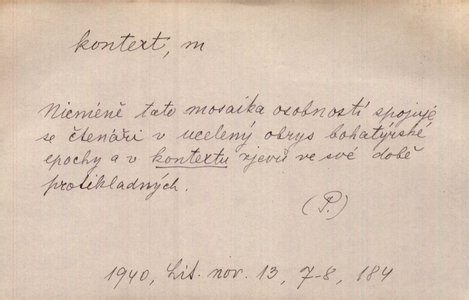 kontext, m
Nicméně tato mosaika osobností spojuje
se čtenáři v ucelený obrys bohatýrské
epochy a v kontextu zjevů ve své době
protikladných.
(P.)
1940, Lit. nov. 13, 7-8, 184